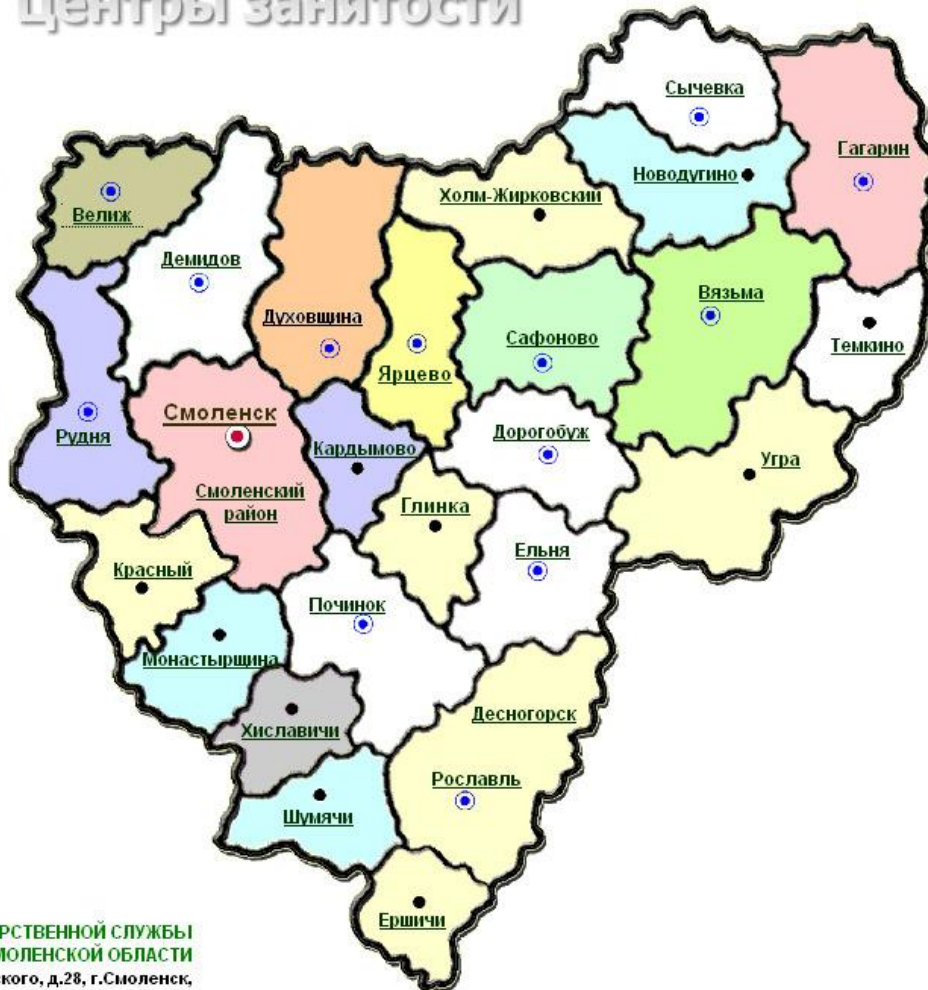 Центры занятости
Сычевка
Гагарин
Новодугино
Холм-Жирковский
Велиж
Демидов
Вязьма
Духовщина
Сафоново
Темкино
Ярцево
Смоленск
Рудня
Дорогобуж
Кардымово
Угра
Смоленский
район
Глинка
Ельня
Красный
Починок
Монастырщина
Десногорск
Хиславичи
Рославль
Шумячи
Ершичи
РСТВЕННОЙ СЛУЖБЫ
МОЛЕНСКОЙ ОБЛАСТИ
кого, д.28, г.Смоленск,